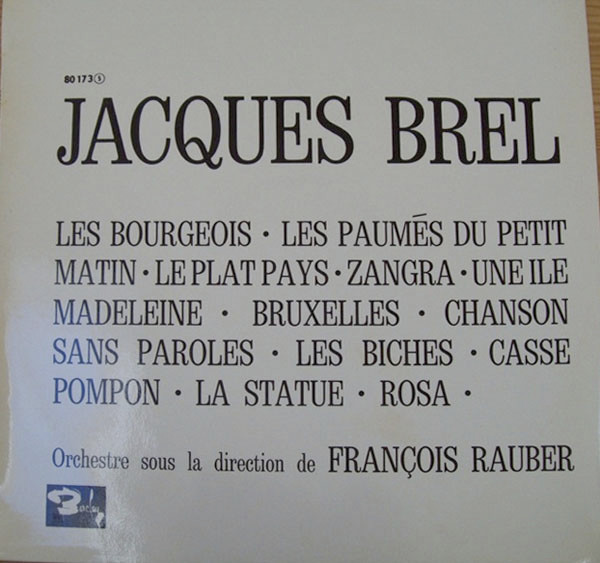 80 173 Ⓢ
JACQUES BREL
LES BOURGEOIS · LES PAUMÉS DU PETIT
MATIN · LE PLAT PAYS · ZANGRA · UNE ILE
MADELEINE · BRUXELLES · CHANSON
SANS PAROLES · LES BICHES · CASSE
POMPON · LA STATUE · ROSA ·
Orchestre sous la direction de FRANÇOIS RAUBER